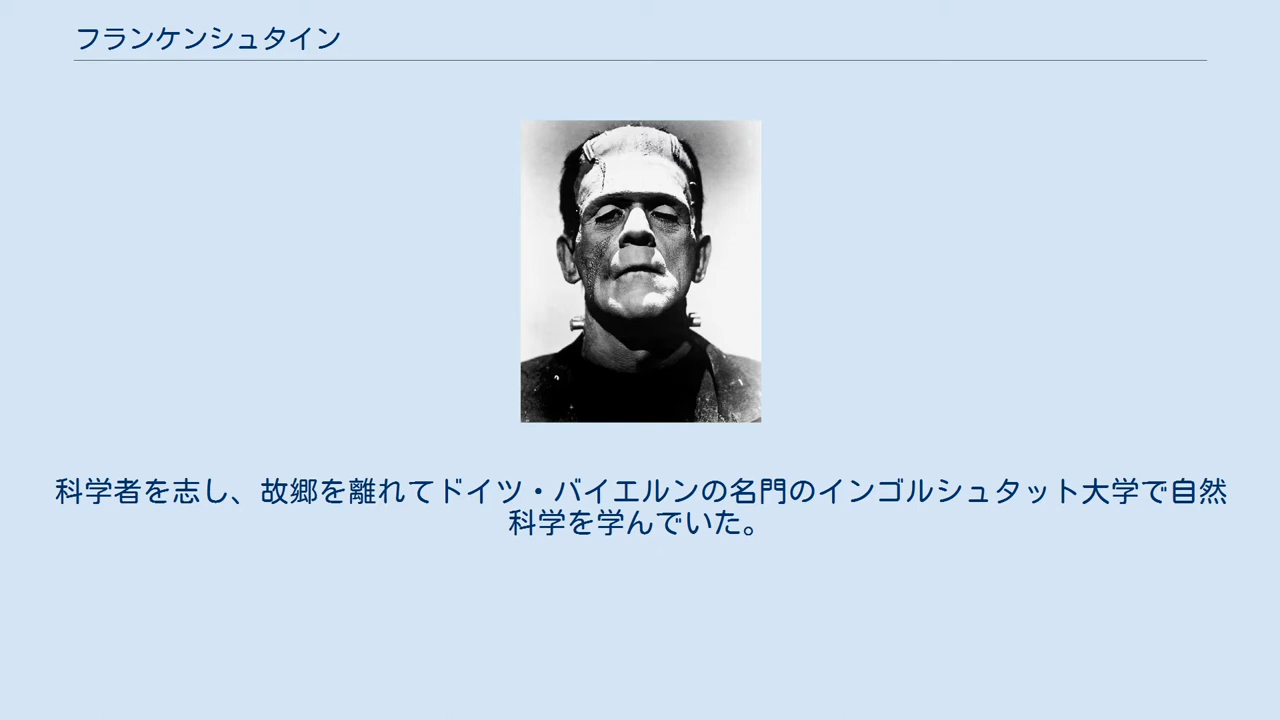 フランケンシュタイン
科学者を志し、故郷を離れてドイツ・バイエルンの名門のインゴルシュタット大学で自然
科学を学んでいた。